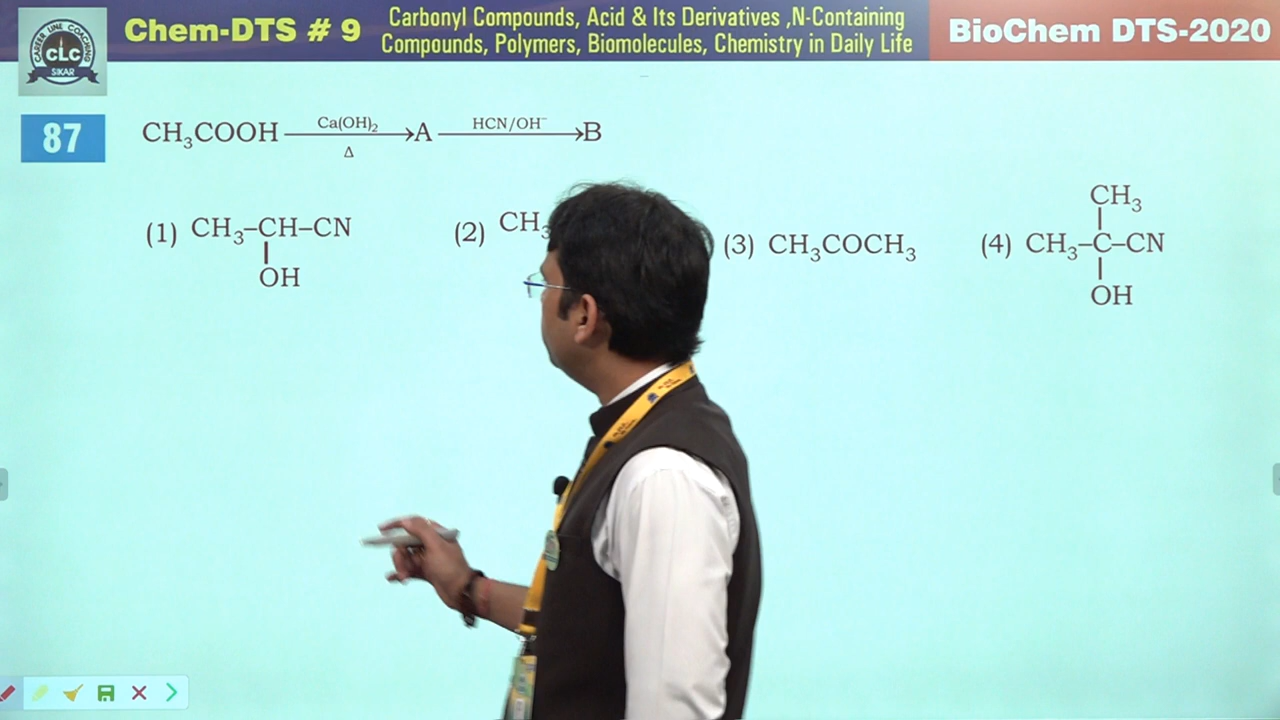 Chem-DTS # 9
Carbonyl Compounds, Acid & Its Derivatives ,N-Containing
Compounds, Polymers, Biomolecules, Chemistry in Daily Life
BioChem DTS-2020
CAREER LINE COACHING
CLC
SIKAR
87
CH₃COOH —Ca(OH)₂/Δ→ A —HCN/OH⁻→ B
(1) CH₃–CH–CN
OH
(2) CH₃
(3) CH₃COCH₃
CH₃
(4) CH₃–C–CN
OH